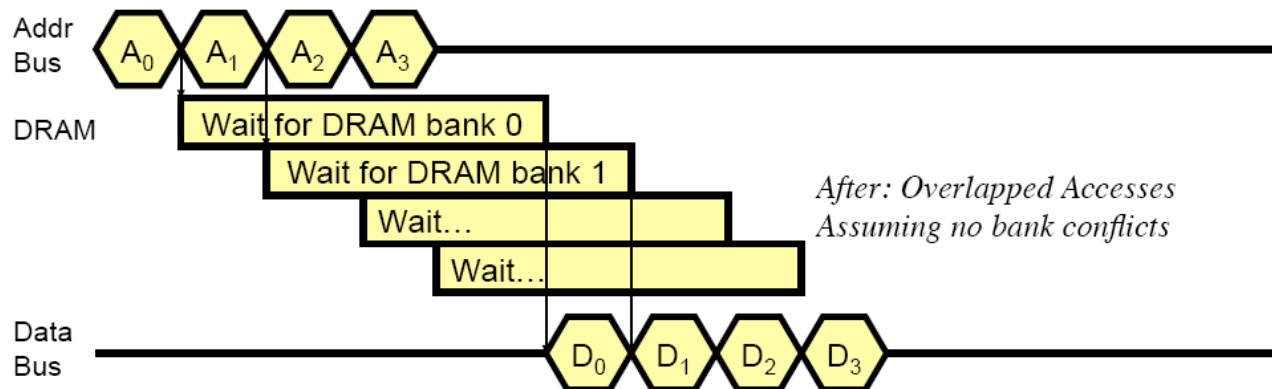 Addr
Bus
A₀ A₁ A₂ A₃
DRAM
Wait for DRAM bank 0
Wait for DRAM bank 1
Wait…
Wait…
After: Overlapped Accesses
Assuming no bank conflicts
Data
Bus
D₀ D₁ D₂ D₃